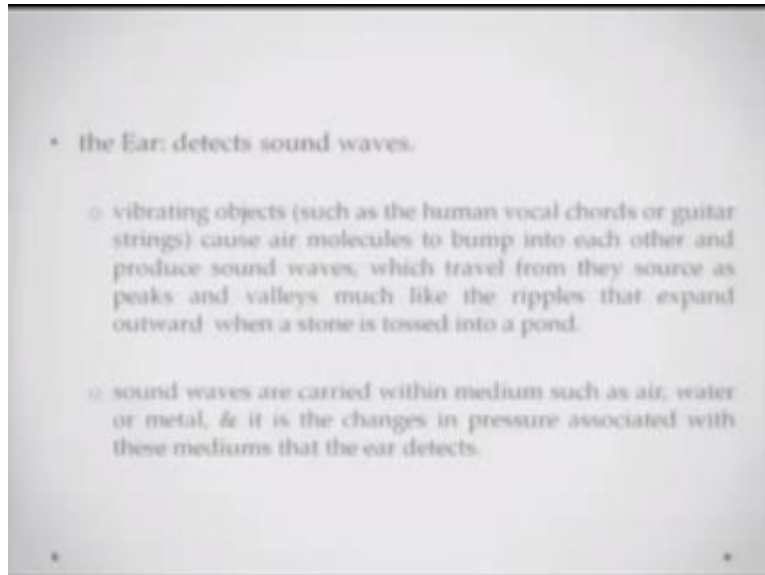 • the Ear: detects sound waves.
o vibrating objects (such as the human vocal chords or guitar
strings) cause air molecules to bump into each other and
produce sound waves, which travel from they source as
peaks and valleys much like the ripples that expand
outward when a stone is tossed into a pond.
o sound waves are carried within medium such as air, water
or metal, & it is the changes in pressure associated with
these mediums that the ear detects.